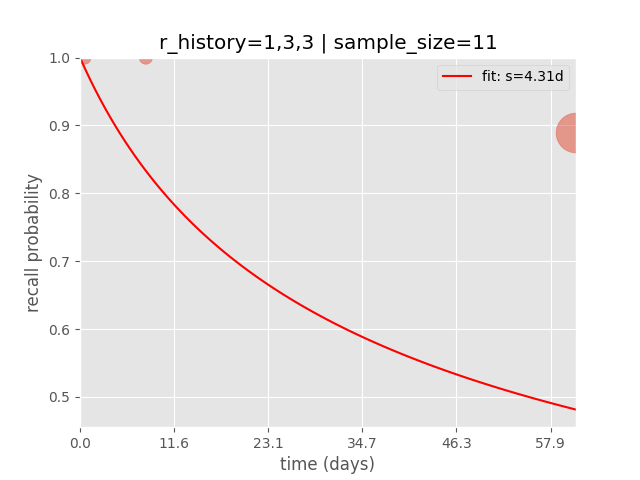 r_history=1,3,3 | sample_size=11
fit: s=4.31d
1.0
0.9
0.8
0.7
0.6
0.5
recall probability
0.0 11.6 23.1 34.7 46.3 57.9
time (days)